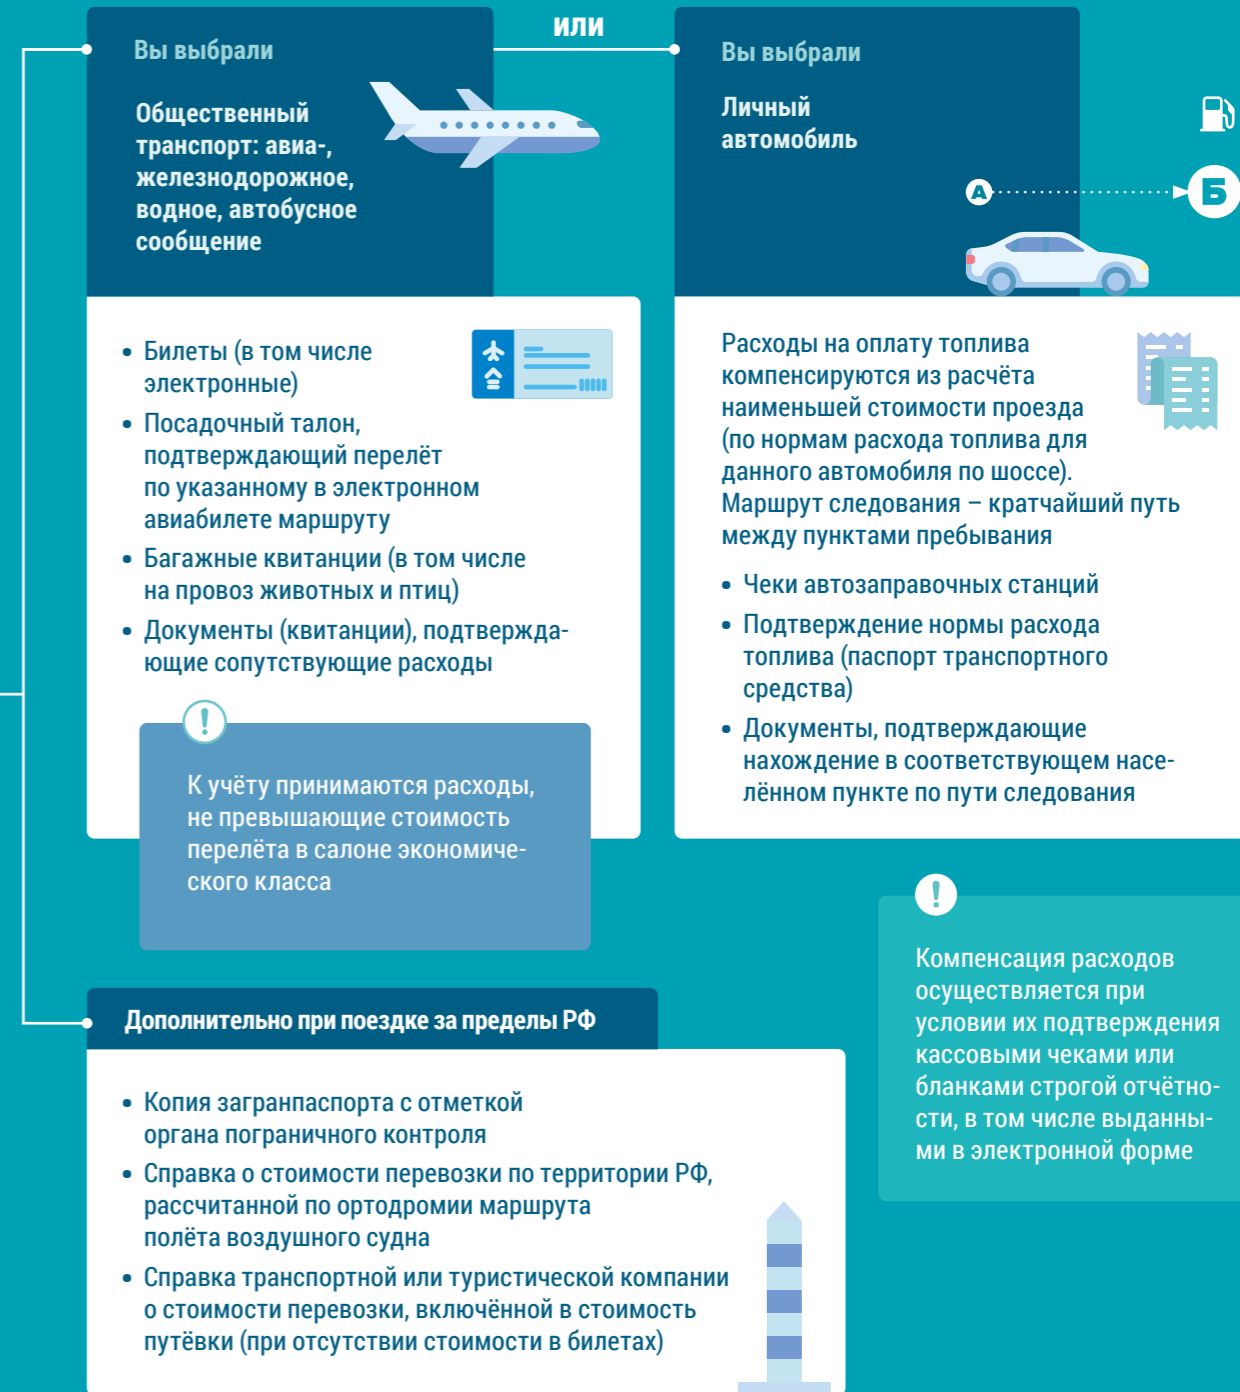 Вы выбрали
Общественный
транспорт: авиа-,
железнодорожное,
водное, автобусное
сообщение
или
Вы выбрали
Личный
автомобиль
А
Б
• Билеты (в том числе
электронные)
• Посадочный талон,
подтверждающий перелёт
по указанному в электронном
авиабилете маршруту
• Багажные квитанции (в том числе
на провоз животных и птиц)
• Документы (квитанции), подтвержда-
ющие сопутствующие расходы
!
К учёту принимаются расходы,
не превышающие стоимость
перелёта в салоне экономиче-
ского класса
Расходы на оплату топлива
компенсируются из расчёта
наименьшей стоимости проезда
(по нормам расхода топлива для
данного автомобиля по шоссе).
Маршрут следования – кратчайший путь
между пунктами пребывания
• Чеки автозаправочных станций
• Подтверждение нормы расхода
топлива (паспорт транспортного
средства)
• Документы, подтверждающие
нахождение в соответствующем насе-
лённом пункте по пути следования
!
Компенсация расходов
осуществляется при
условии их подтверждения
кассовыми чеками или
бланками строгой отчётно-
сти, в том числе выданны-
ми в электронной форме
Дополнительно при поездке за пределы РФ
• Копия загранпаспорта с отметкой
органа пограничного контроля
• Справка о стоимости перевозки по территории РФ,
рассчитанной по ортодромии маршрута
полёта воздушного судна
• Справка транспортной или туристической компании
о стоимости перевозки, включённой в стоимость
путёвки (при отсутствии стоимости в билетах)